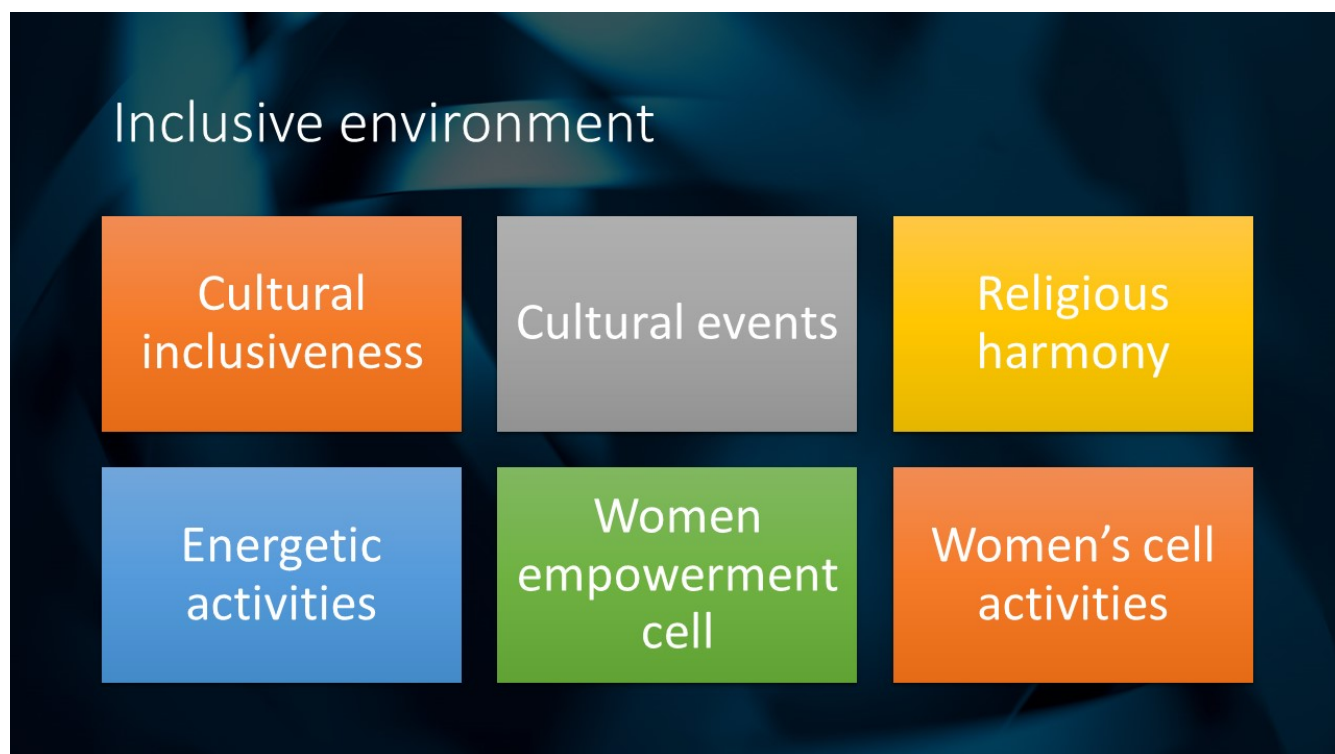 Inclusive environment
Cultural
inclusiveness
Cultural events
Religious
harmony
Energetic
activities
Women
empowerment
cell
Women’s cell
activities